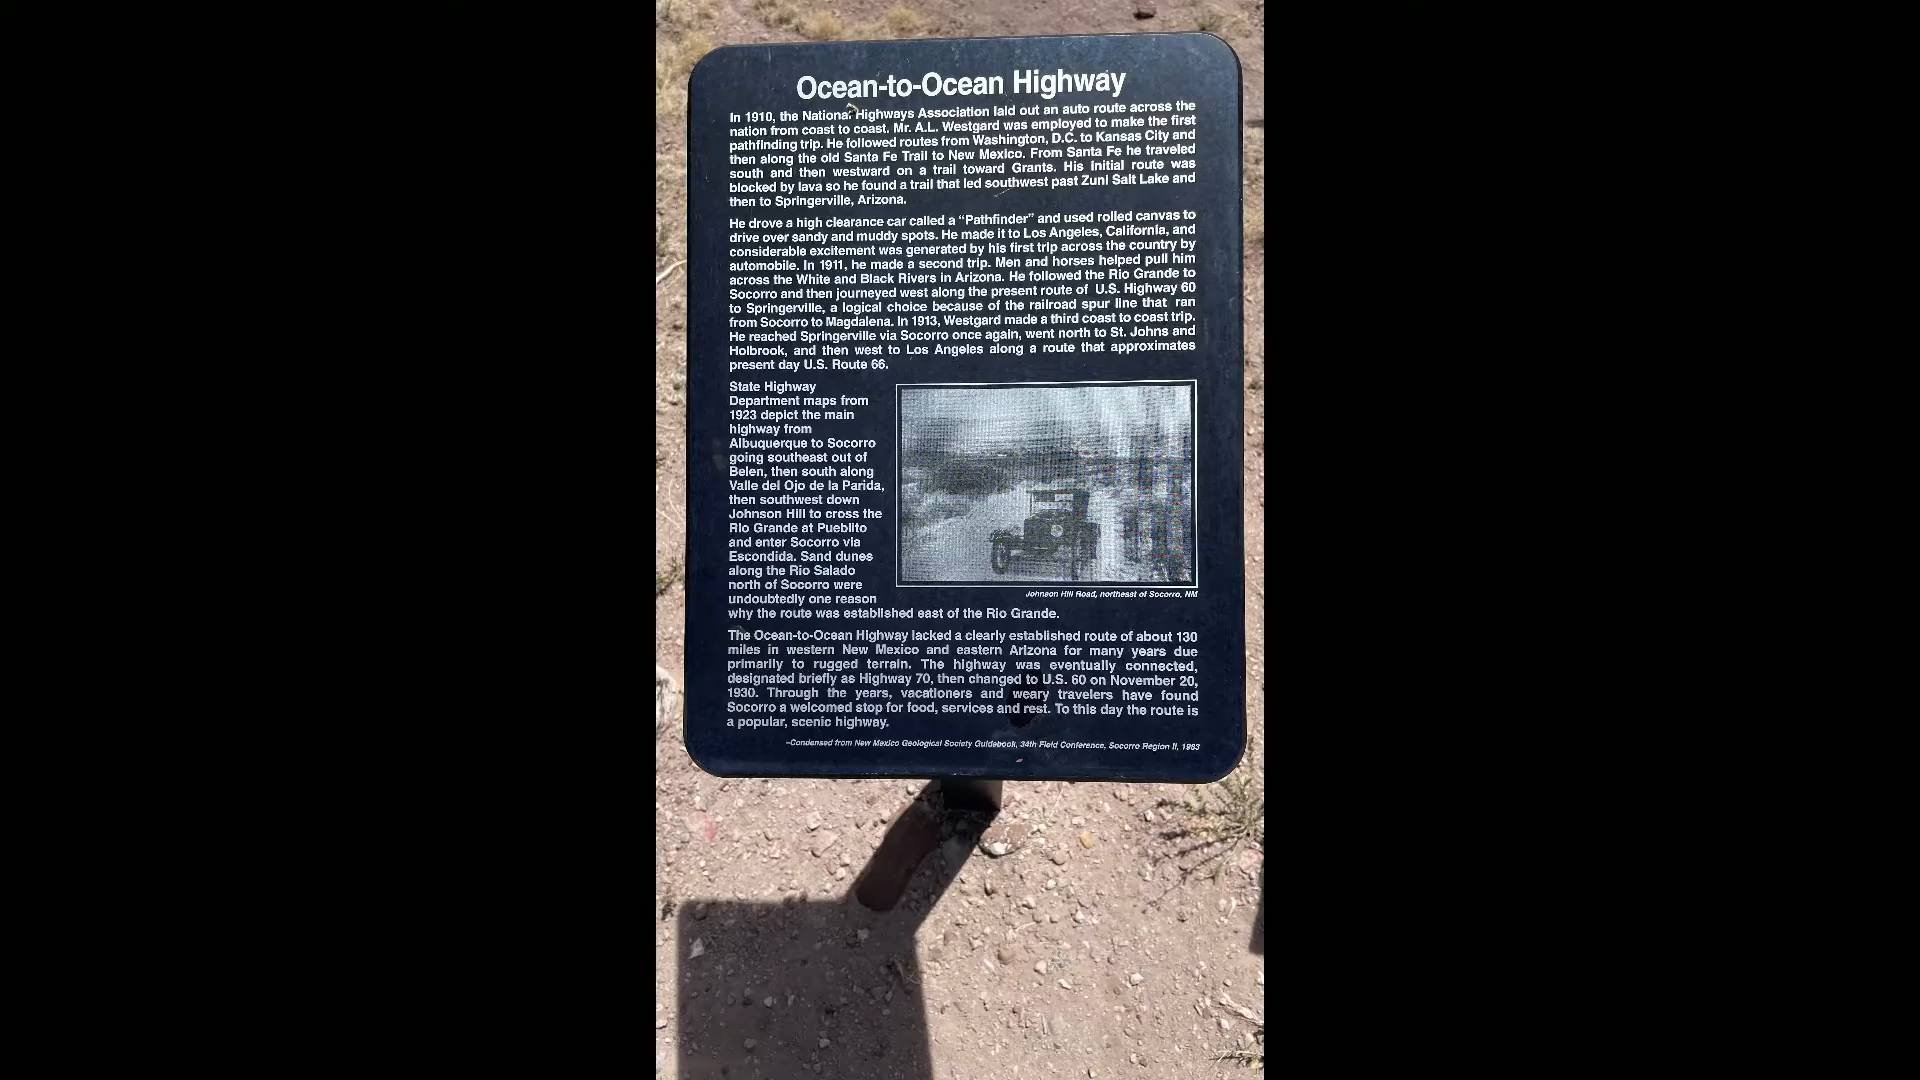 Ocean-to-Ocean Highway
In 1910, the National Highways Association laid out an auto route across the
nation from coast to coast. Mr. A.L. Westgard was employed to make the first
pathfinding trip. He followed routes from Washington, D.C. to Kansas City and
then along the old Santa Fe Trail to New Mexico. From Santa Fe he traveled
south and then westward on a trail toward Grants. His initial route was
blocked by lava so he found a trail that led southwest past Zuni Salt Lake and
then to Springerville, Arizona.
He drove a high clearance car called a “Pathfinder” and used rolled canvas to
drive over sandy and muddy spots. He made it to Los Angeles, California, and
considerable excitement was generated by his first trip across the country by
automobile. In 1911, he made a second trip. Men and horses helped pull him
across the White and Black Rivers in Arizona. He followed the Rio Grande to
Socorro and then journeyed west along the present route of U.S. Highway 60
to Springerville, a logical choice because of the railroad spur line that ran
from Socorro to Magdalena. In 1913, Westgard made a third coast to coast trip.
He reached Springerville via Socorro once again, went north to St. Johns and
Holbrook, and then west to Los Angeles along a route that approximates
present day U.S. Route 66.
State Highway
Department maps from
1923 depict the main
highway from
Albuquerque to Socorro
going southeast out of
Belen, then south along
Valle del Ojo de la Parida,
then southwest down
Johnson Hill to cross the
Rio Grande at Pueblito
and enter Socorro via
Escondida. Sand dunes
along the Rio Salado
north of Socorro were
undoubtedly one reason
why the route was established east of the Rio Grande.
Johnson Hill Road, northeast of Socorro, NM
The Ocean-to-Ocean Highway lacked a clearly established route of about 130
miles in western New Mexico and eastern Arizona for many years due
primarily to rugged terrain. The highway was eventually connected,
designated briefly as Highway 70, then changed to U.S. 60 on November 20,
1930. Through the years, vacationers and weary travelers have found
Socorro a welcomed stop for food, services and rest. To this day the route is
a popular, scenic highway.
–Condensed from New Mexico Geological Society Guidebook, 34th Field Conference, Socorro Region II, 1983